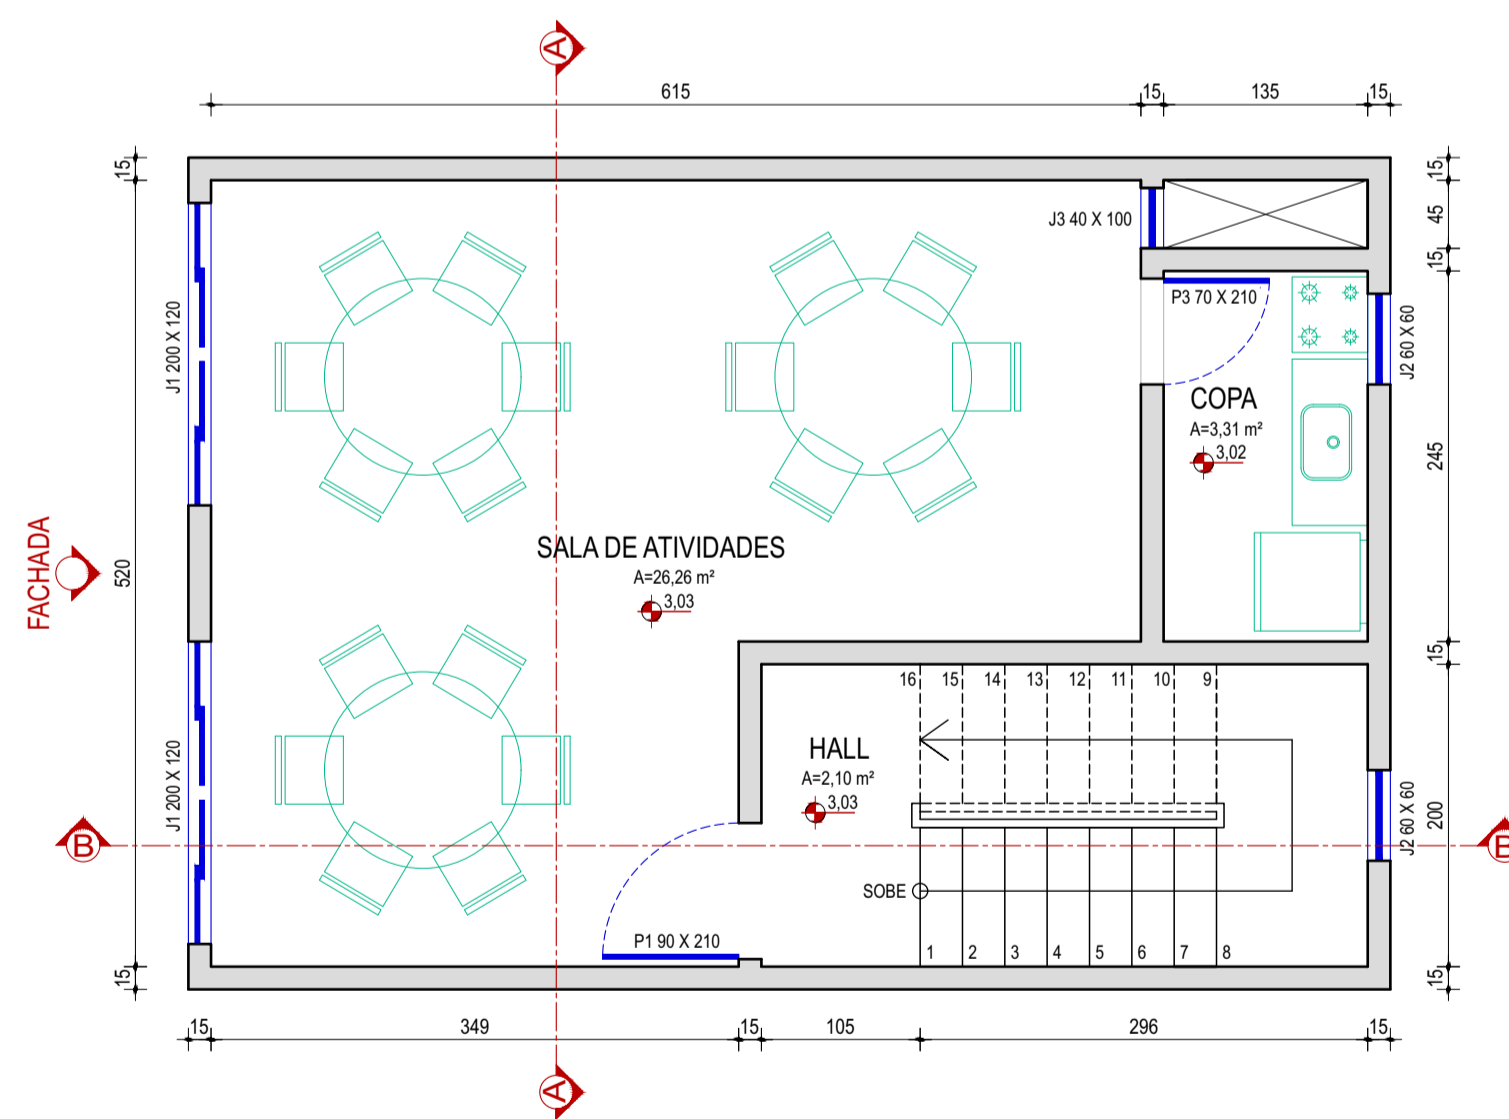 A
615
15
135
15
15
15
J3 40 X 100
45
15
P3 70 X 210
J1 200 X 120
J2 60 X 60
COPA
A=3,31 m²
3,02
245
FACHADA
520
SALA DE ATIVIDADES
A=26,26 m²
3,03
15
16 15 14 13 12 11 10 9
HALL
A=2,10 m²
3,03
J1 200 X 120
J2 60 X 60
200
B
B
SOBE
P1 90 X 210
1 2 3 4 5 6 7 8
15
15
15
349
15
105
296
15
A